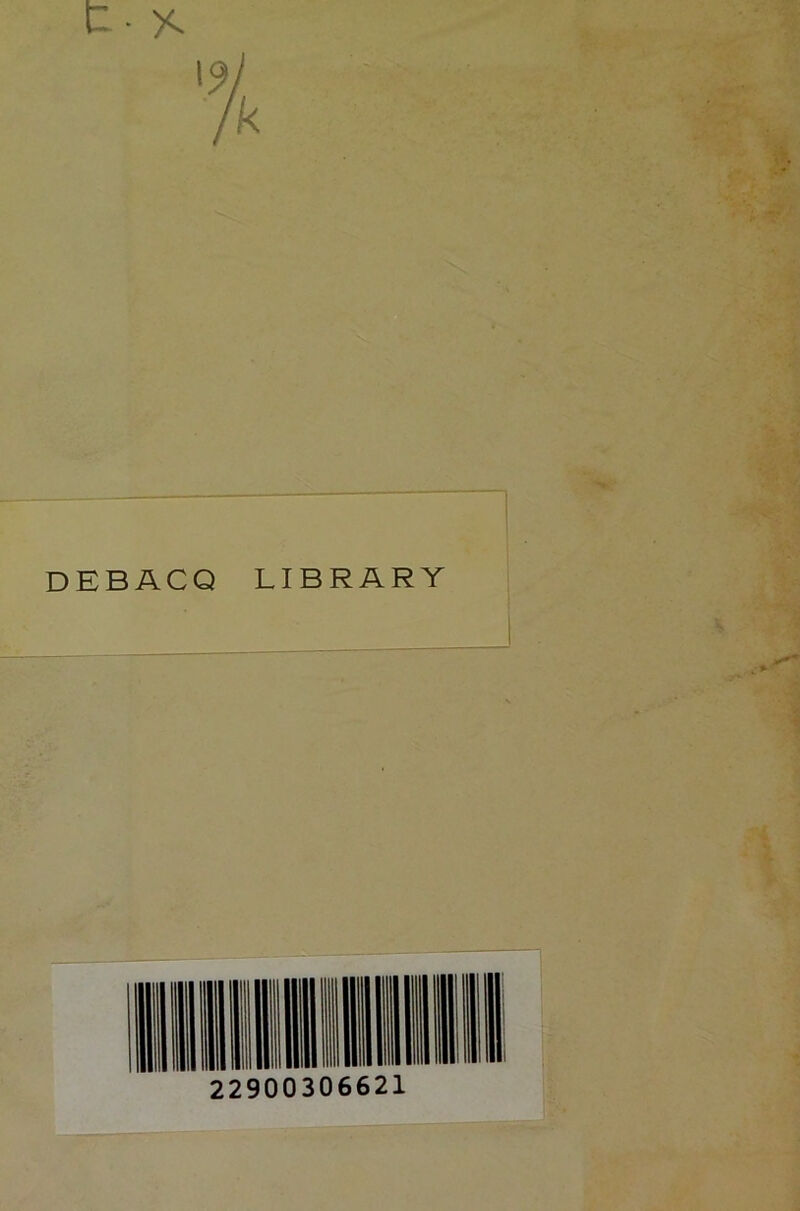 E. X
19/k
DEBACQ LIBRARY
22900306621